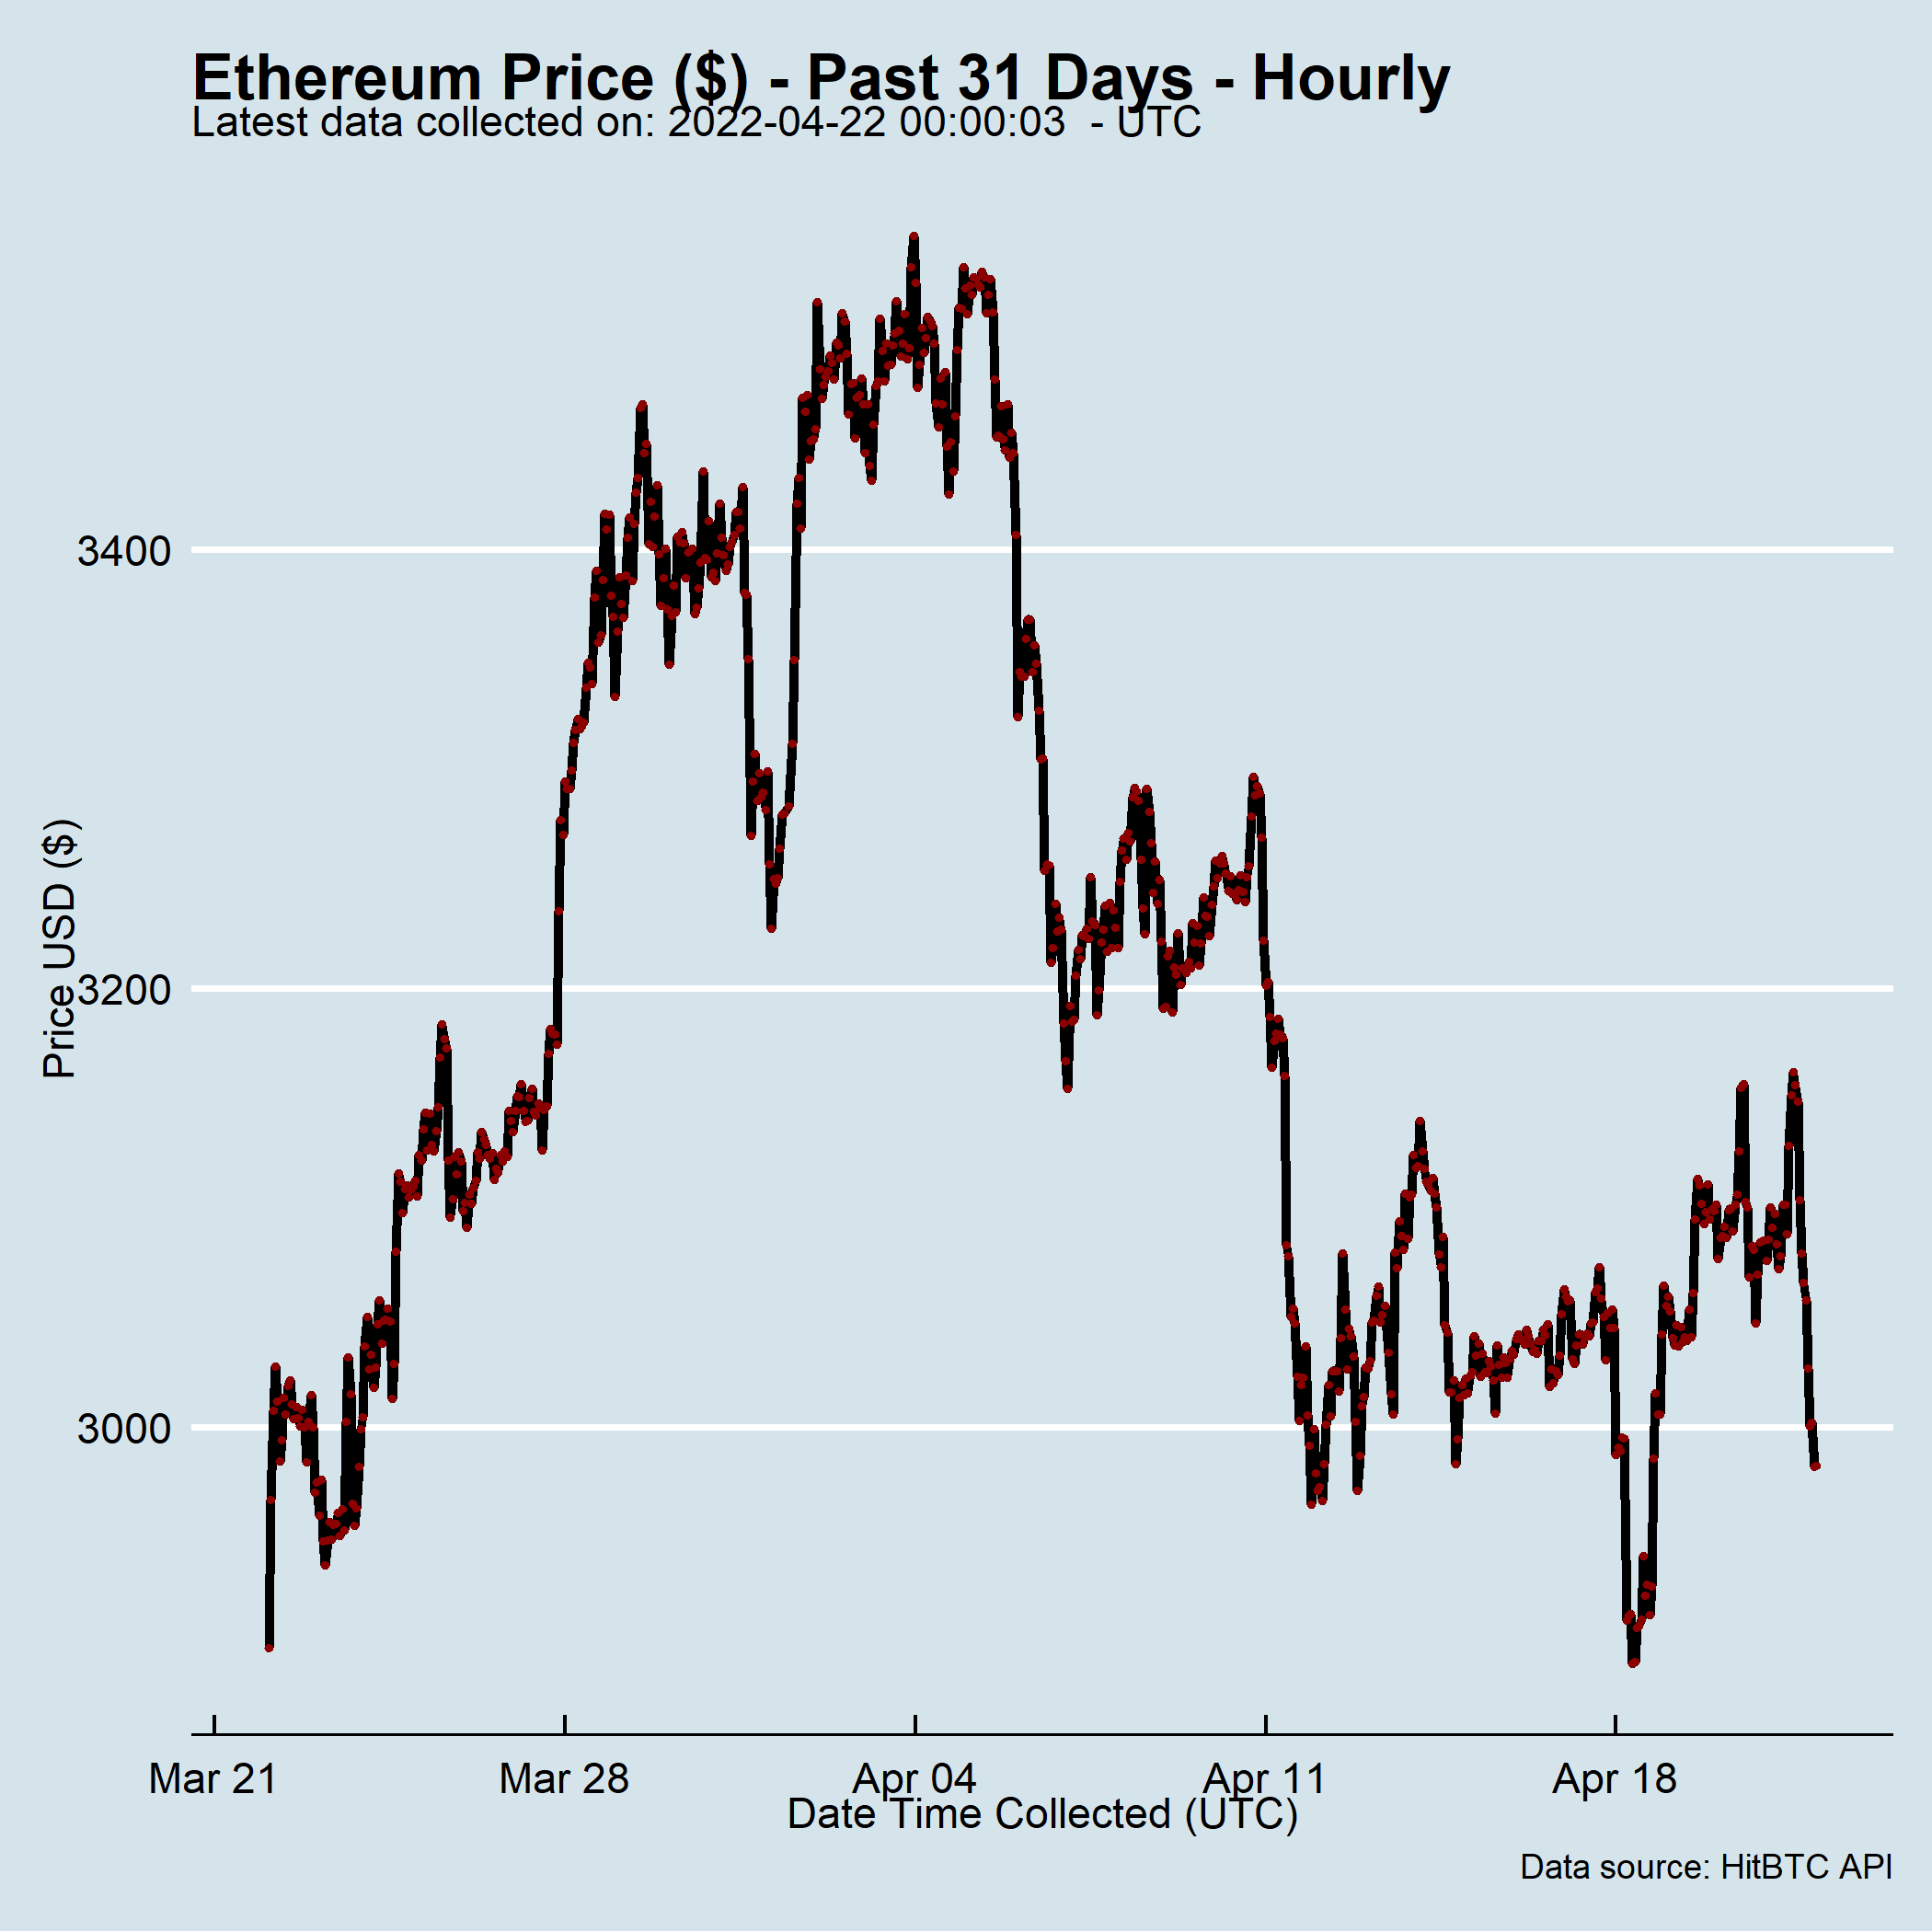 Ethereum Price ($) - Past 31 Days - Hourly
Latest data collected on: 2022-04-22 00:00:03  - UTC
Price USD ($)
3400
3200
3000
Mar 21
Mar 28
Apr 04
Apr 11
Apr 18
Date Time Collected (UTC)
Data source: HitBTC API